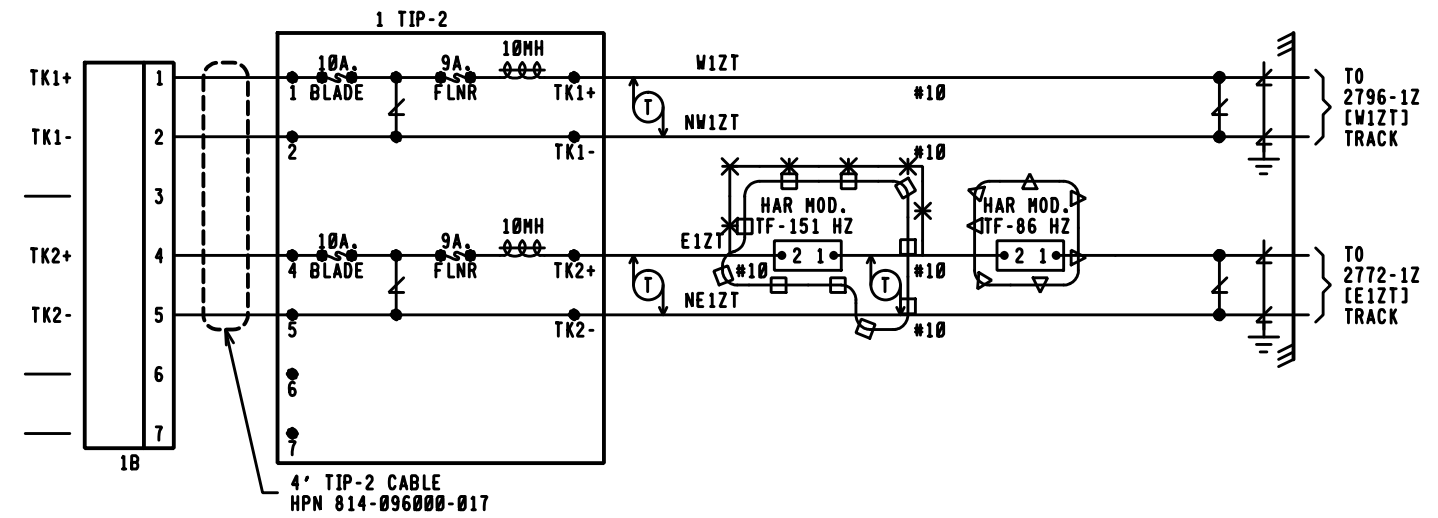 1 TIP-2
TK1+ 1
1 10A. BLADE
9A. FLNR
10MH
TK1+
W1ZT
#10
TO
2796-1Z
[W1ZT]
TRACK
T
TK1- 2
2
TK1-
NW1ZT
#10
3
HAR MOD.
TF-151 HZ
2 1
HAR MOD.
TF-86 HZ
2 1
TK2+ 4
4 10A. BLADE
9A. FLNR
10MH
TK2+
E1ZT
#10
#10
TO
2772-1Z
[E1ZT]
TRACK
T
T
TK2- 5
5
TK2-
NE1ZT
#10
6
6
7
7
1B
4' TIP-2 CABLE
HPN 814-096000-017